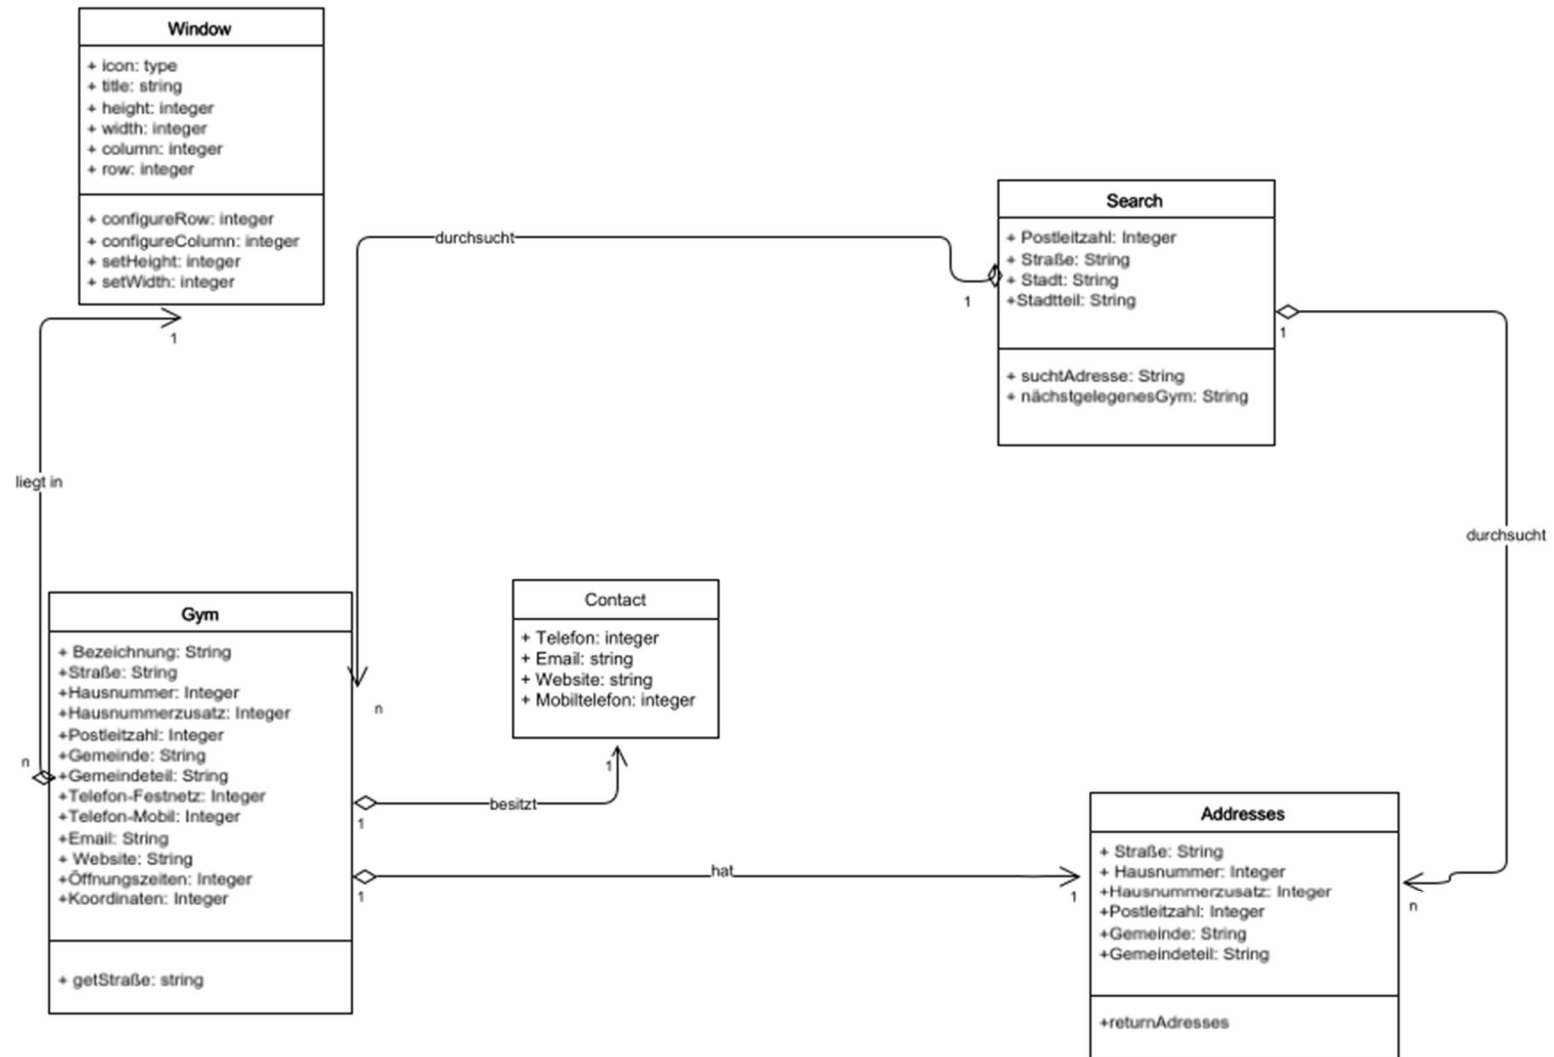 Window
+ icon: type
+ title: string
+ height: integer
+ width: integer
+ column: integer
+ row: integer
+ configureRow: integer
+ configureColumn: integer
+ setHeight: integer
+ setWidth: integer
1
liegt in
n
durchsucht
1
Search
+ Postleitzahl: Integer
+ Straße: String
+ Stadt: String
+Stadtteil: String
+ suchtAdresse: String
+ nächstgelegenesGym: String
1
durchsucht
n
Gym
+ Bezeichnung: String
+Straße: String
+Hausnummer: Integer
+Hausnummerzusatz: Integer
+Postleitzahl: Integer
+Gemeinde: String
+Gemeindeteil: String
+Telefon-Festnetz: Integer
+Telefon-Mobil: Integer
+Email: String
+ Website: String
+Öffnungszeiten: Integer
+Koordinaten: Integer
+ getStraße: string
n
Contact
+ Telefon: integer
+ Email: string
+ Website: string
+ Mobiltelefon: integer
1
besitzt
1
hat
1
1
Addresses
+ Straße: String
+ Hausnummer: Integer
+Hausnummerzusatz: Integer
+Postleitzahl: Integer
+Gemeinde: String
+Gemeindeteil: String
+returnAdresses